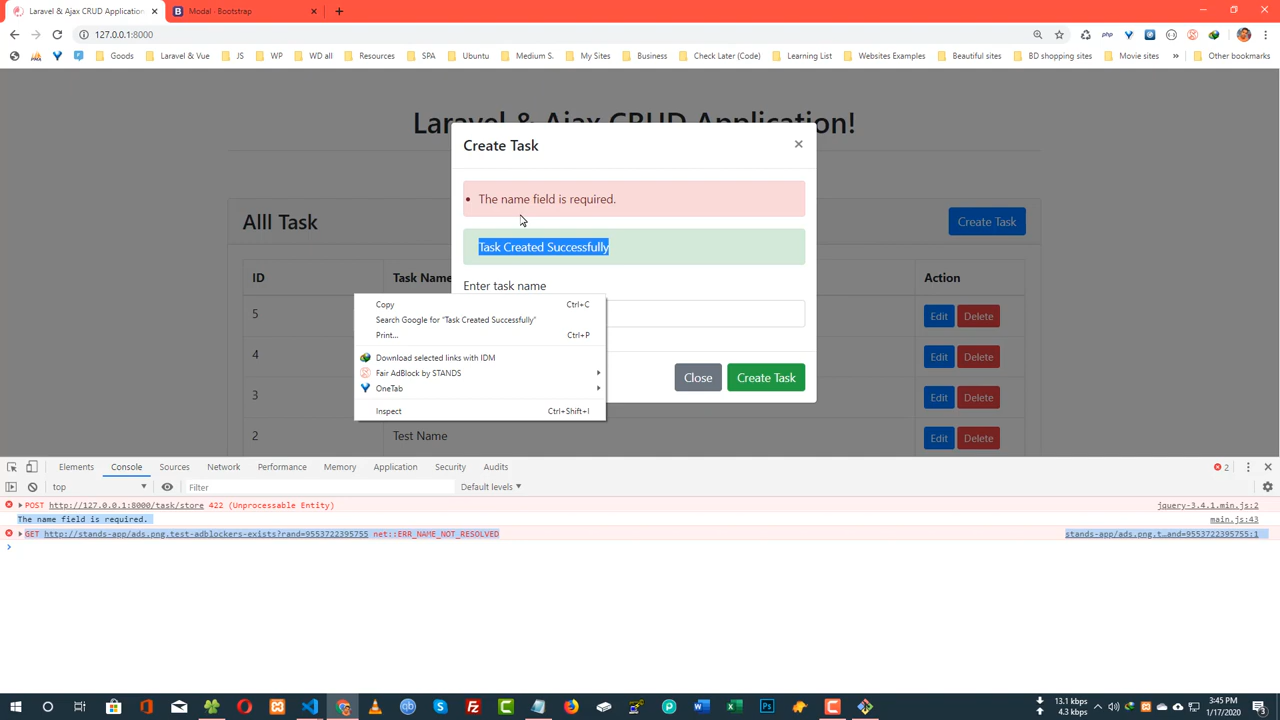 Laravel & Ajax CRUD Application
Modal · Bootstrap
127.0.0.1:8000
php
Goods
Laravel & Vue
JS
WP
WD all
Resources
SPA
Ubuntu
Medium S.
My Sites
Business
Check Later (Code)
Learning List
Websites Examples
Beautiful sites
BD shopping sites
Movie sites
»
Other bookmarks
Laravel & Ajax CRUD Application!
Create Task
×
The name field is required.
Alll Task
Create Task
Task Created Successfully
ID
Task Name
Enter task name
Action
Copy Ctrl+C
Search Google for "Task Created Successfully"
Print... Ctrl+P
Download selected links with IDM
Fair AdBlock by STANDS
OneTab
Inspect Ctrl+Shift+I
5
Edit Delete
4
Edit Delete
Close Create Task
3
Edit Delete
2
Test Name
Edit Delete
Elements Console Sources Network Performance Memory Application Security Audits
2
top
Filter
Default levels
POST http://127.0.0.1:8000/task/store 422 (Unprocessable Entity) jquery-3.4.1.min.js:2
The name field is required. main.js:43
GET http://stands-app/ads.png.test-adblockers-exists?rand=9553722395755 net::ERR_NAME_NOT_RESOLVED stands-app/ads.png.t…and=9553722395755:1
13.1 kbps
4.3 kbps
3:45 PM
1/17/2020